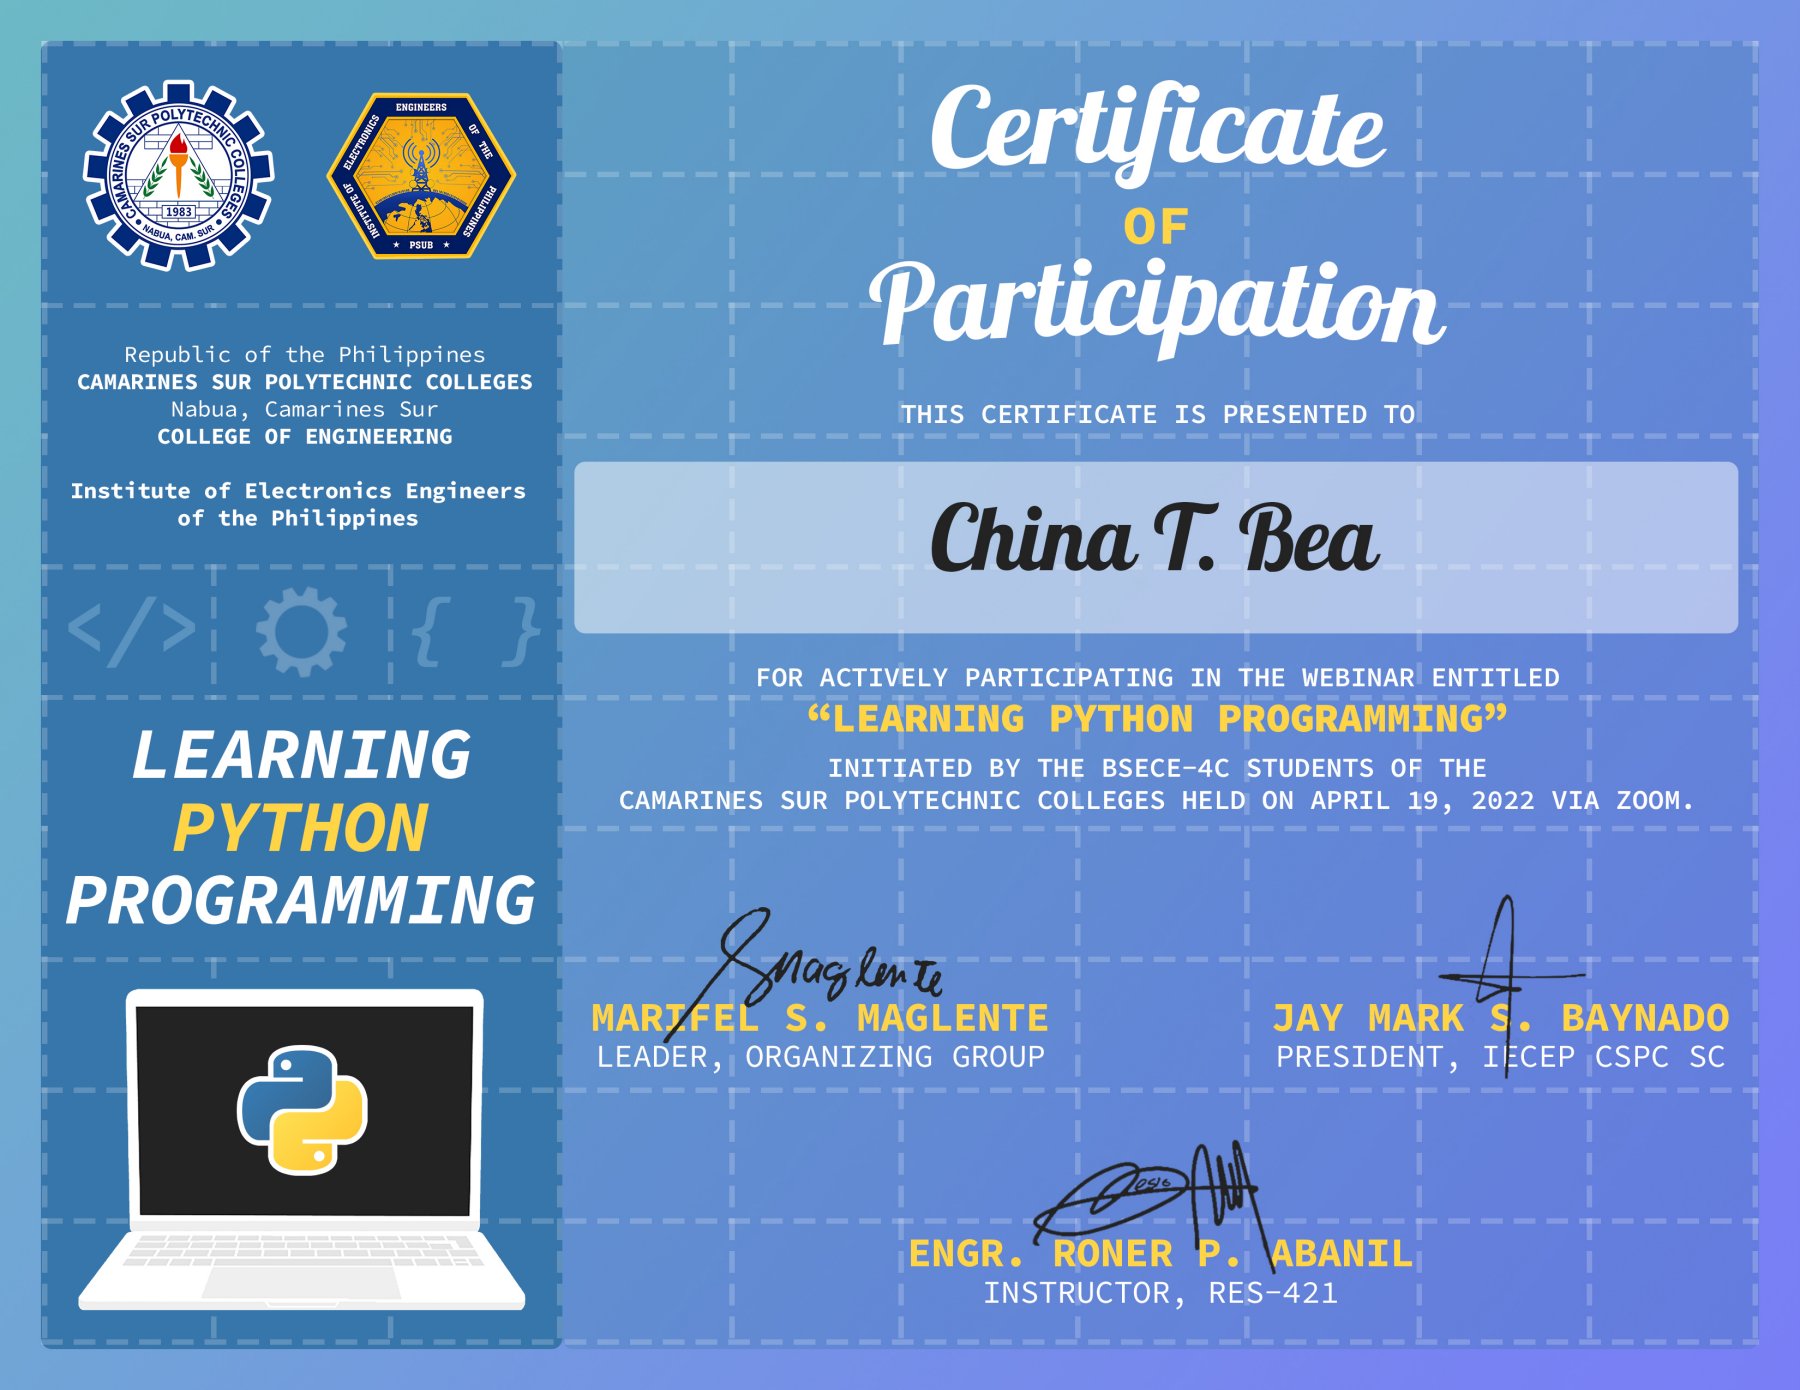 CAMARINES SUR POLYTECHNIC COLLEGES
1983
NABUA, CAM. SUR
INSTITUTE OF ELECTRONICS ENGINEERS OF THE PHILIPPINES
★ PSUB ★
Republic of the Philippines
CAMARINES SUR POLYTECHNIC COLLEGES
Nabua, Camarines Sur
COLLEGE OF ENGINEERING
Institute of Electronics Engineers
of the Philippines
</> { }
LEARNING
PYTHON
PROGRAMMING
Certificate
OF
Participation
THIS CERTIFICATE IS PRESENTED TO
China T. Bea
FOR ACTIVELY PARTICIPATING IN THE WEBINAR ENTITLED
“LEARNING PYTHON PROGRAMMING”
INITIATED BY THE BSECE-4C STUDENTS OF THE
CAMARINES SUR POLYTECHNIC COLLEGES HELD ON APRIL 19, 2022 VIA ZOOM.
Smaglente
MARIFEL S. MAGLENTE
LEADER, ORGANIZING GROUP
JAY MARK S. BAYNADO
PRESIDENT, IECEP CSPC SC
ENGR. RONER P. ABANIL
INSTRUCTOR, RES-421